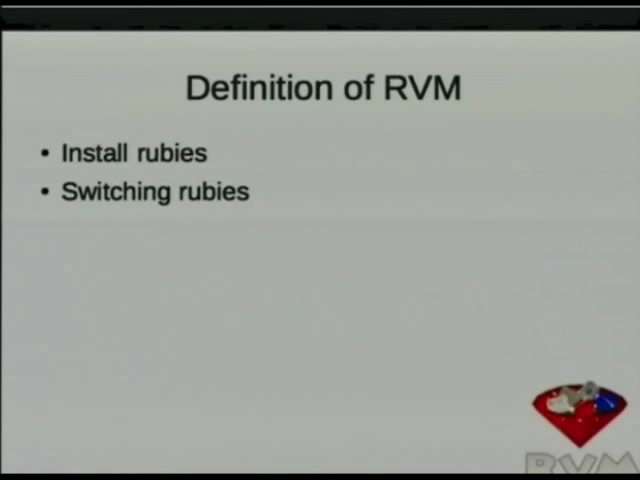 Definition of RVM
• Install rubies
• Switching rubies
RVM